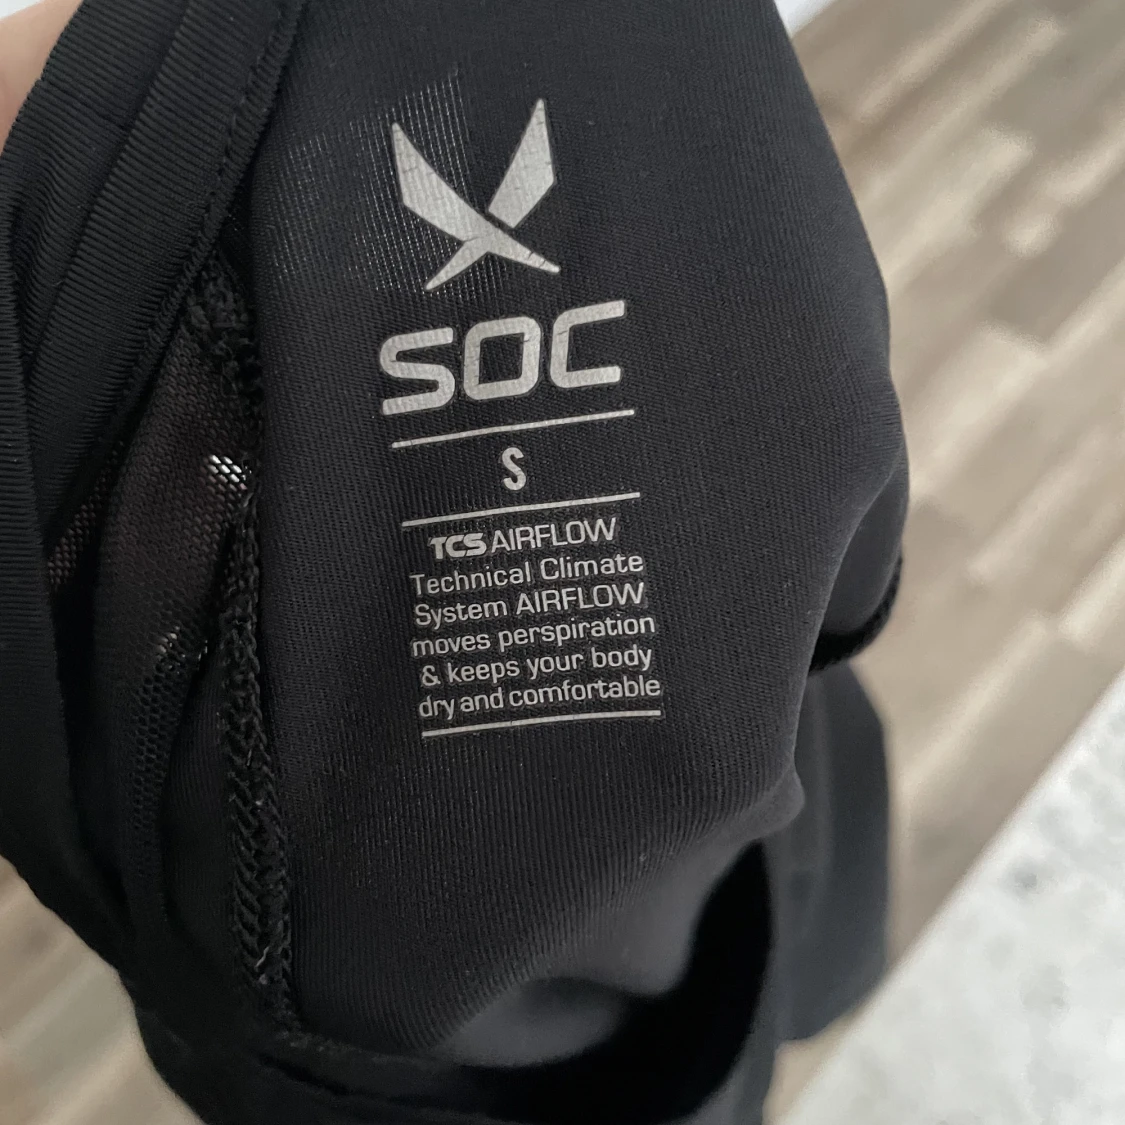 SOC
S
TCS AIRFLOW
Technical Climate
System AIRFLOW
moves perspiration
& keeps your body
dry and comfortable